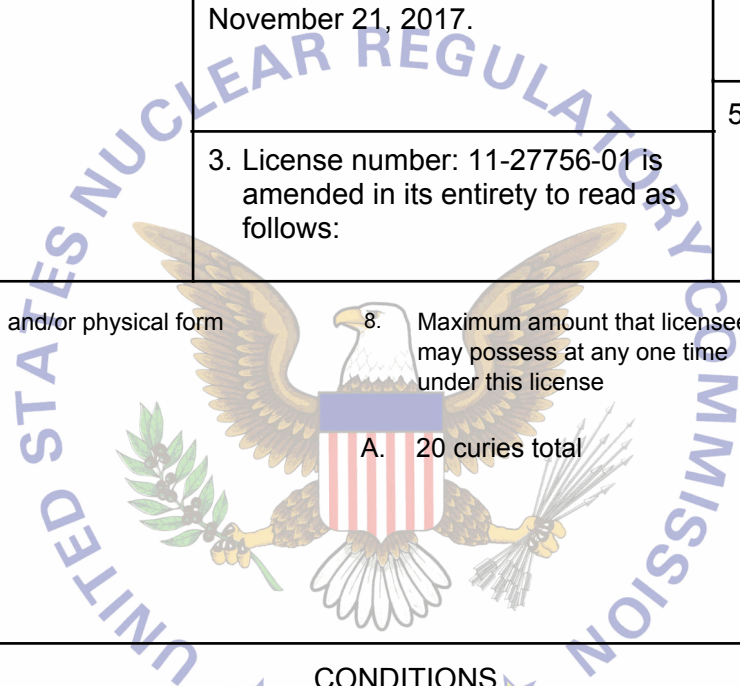 November 21, 2017.
5
3. License number: 11-27756-01 is
amended in its entirety to read as
follows:
and/or physical form
8. Maximum amount that licensee
may possess at any one time
under this license
A. 20 curies total
CONDITIONS
UNITED STATES NUCLEAR REGULATORY COMMISSION